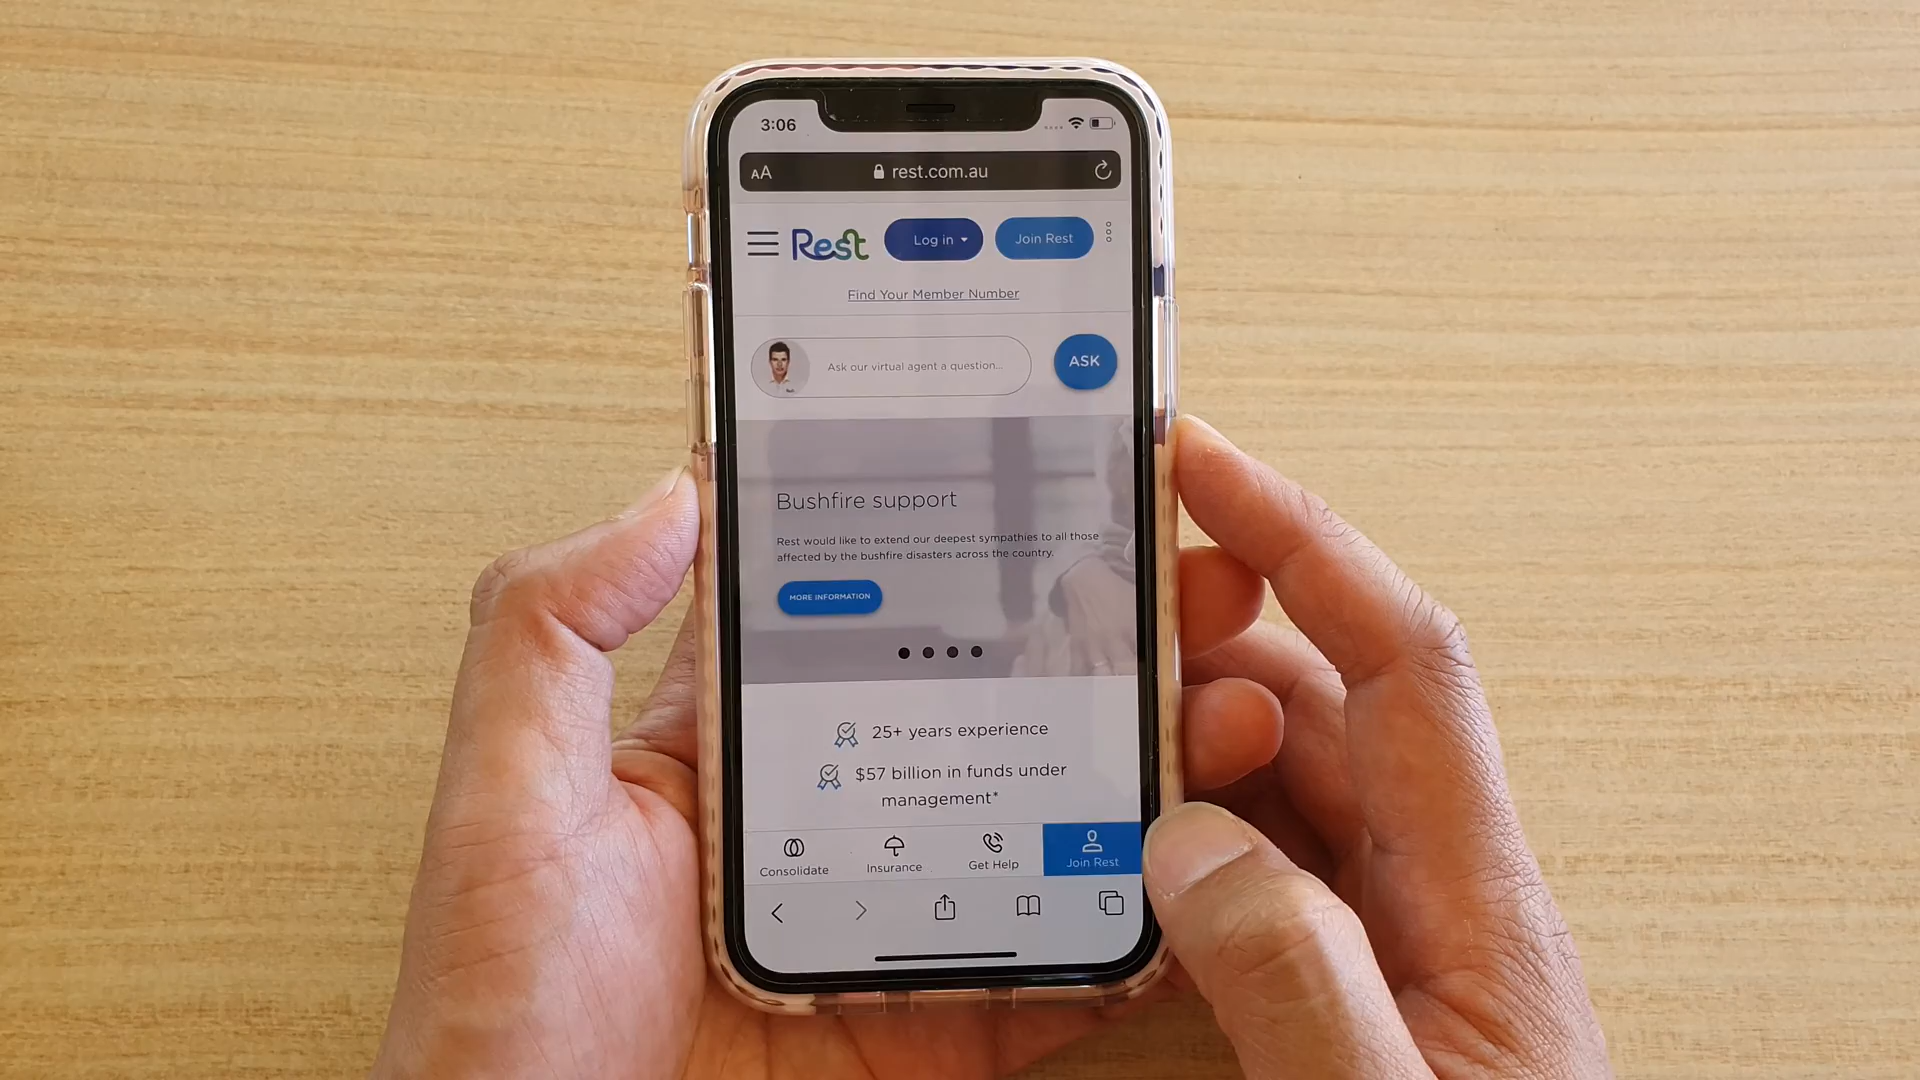 3:06
AA rest.com.au
Rest Log in Join Rest
Find Your Member Number
Ask our virtual agent a question... ASK
Bushfire support
Rest would like to extend our deepest sympathies to all those
affected by the bushfire disasters across the country.
MORE INFORMATION
25+ years experience
$57 billion in funds under
management*
Consolidate Insurance Get Help Join Rest